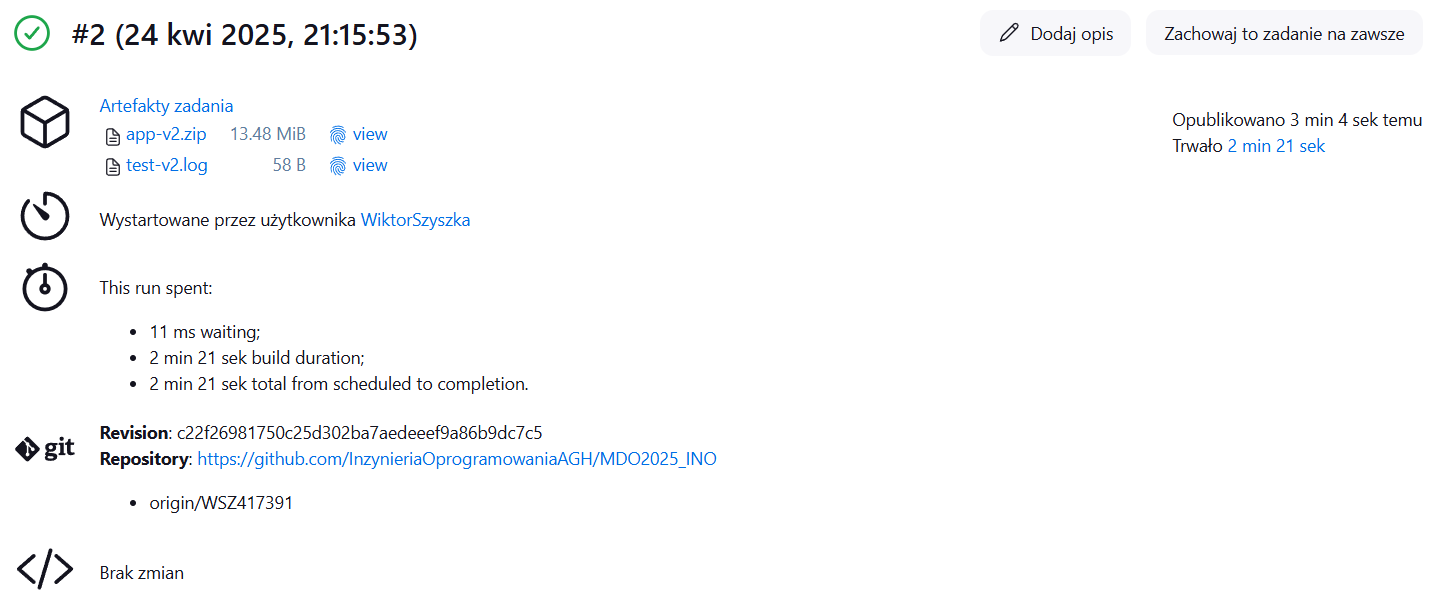 #2 (24 kwi 2025, 21:15:53)
Dodaj opis
Zachowaj to zadanie na zawsze
Artefakty zadania
app-v2.zip 13.48 MiB view
test-v2.log 58 B view
Opublikowano 3 min 4 sek temu
Trwało 2 min 21 sek
Wystartowane przez użytkownika WiktorSzyszka
This run spent:
11 ms waiting;
2 min 21 sek build duration;
2 min 21 sek total from scheduled to completion.
git
Revision: c22f26981750c25d302ba7aedeeef9a86b9dc7c5
Repository: https://github.com/InzynieriaOprogramowaniaAGH/MDO2025_INO
origin/WSZ417391
Brak zmian